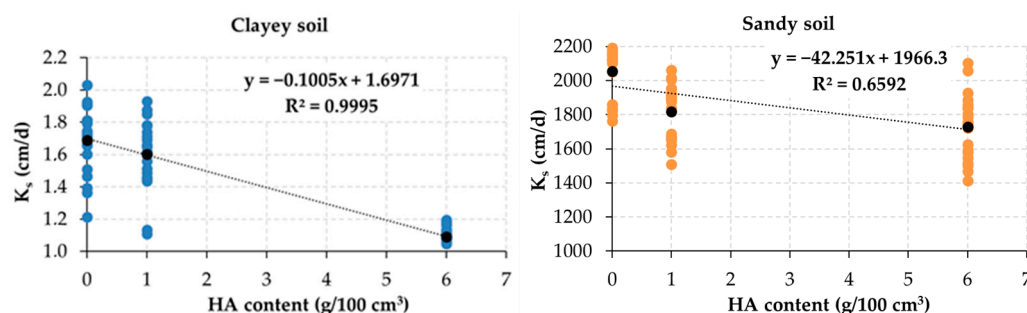 Clayey soil
K_s (cm/d)
2.2
2.0
1.8
1.6
1.4
1.2
1.0
y = −0.1005x + 1.6971
R² = 0.9995
0 1 2 3 4 5 6 7
HA content (g/100 cm³)
Sandy soil
K_s (cm/d)
2200
2000
1800
1600
1400
1200
1000
y = −42.251x + 1966.3
R² = 0.6592
0 1 2 3 4 5 6 7
HA content (g/100 cm³)